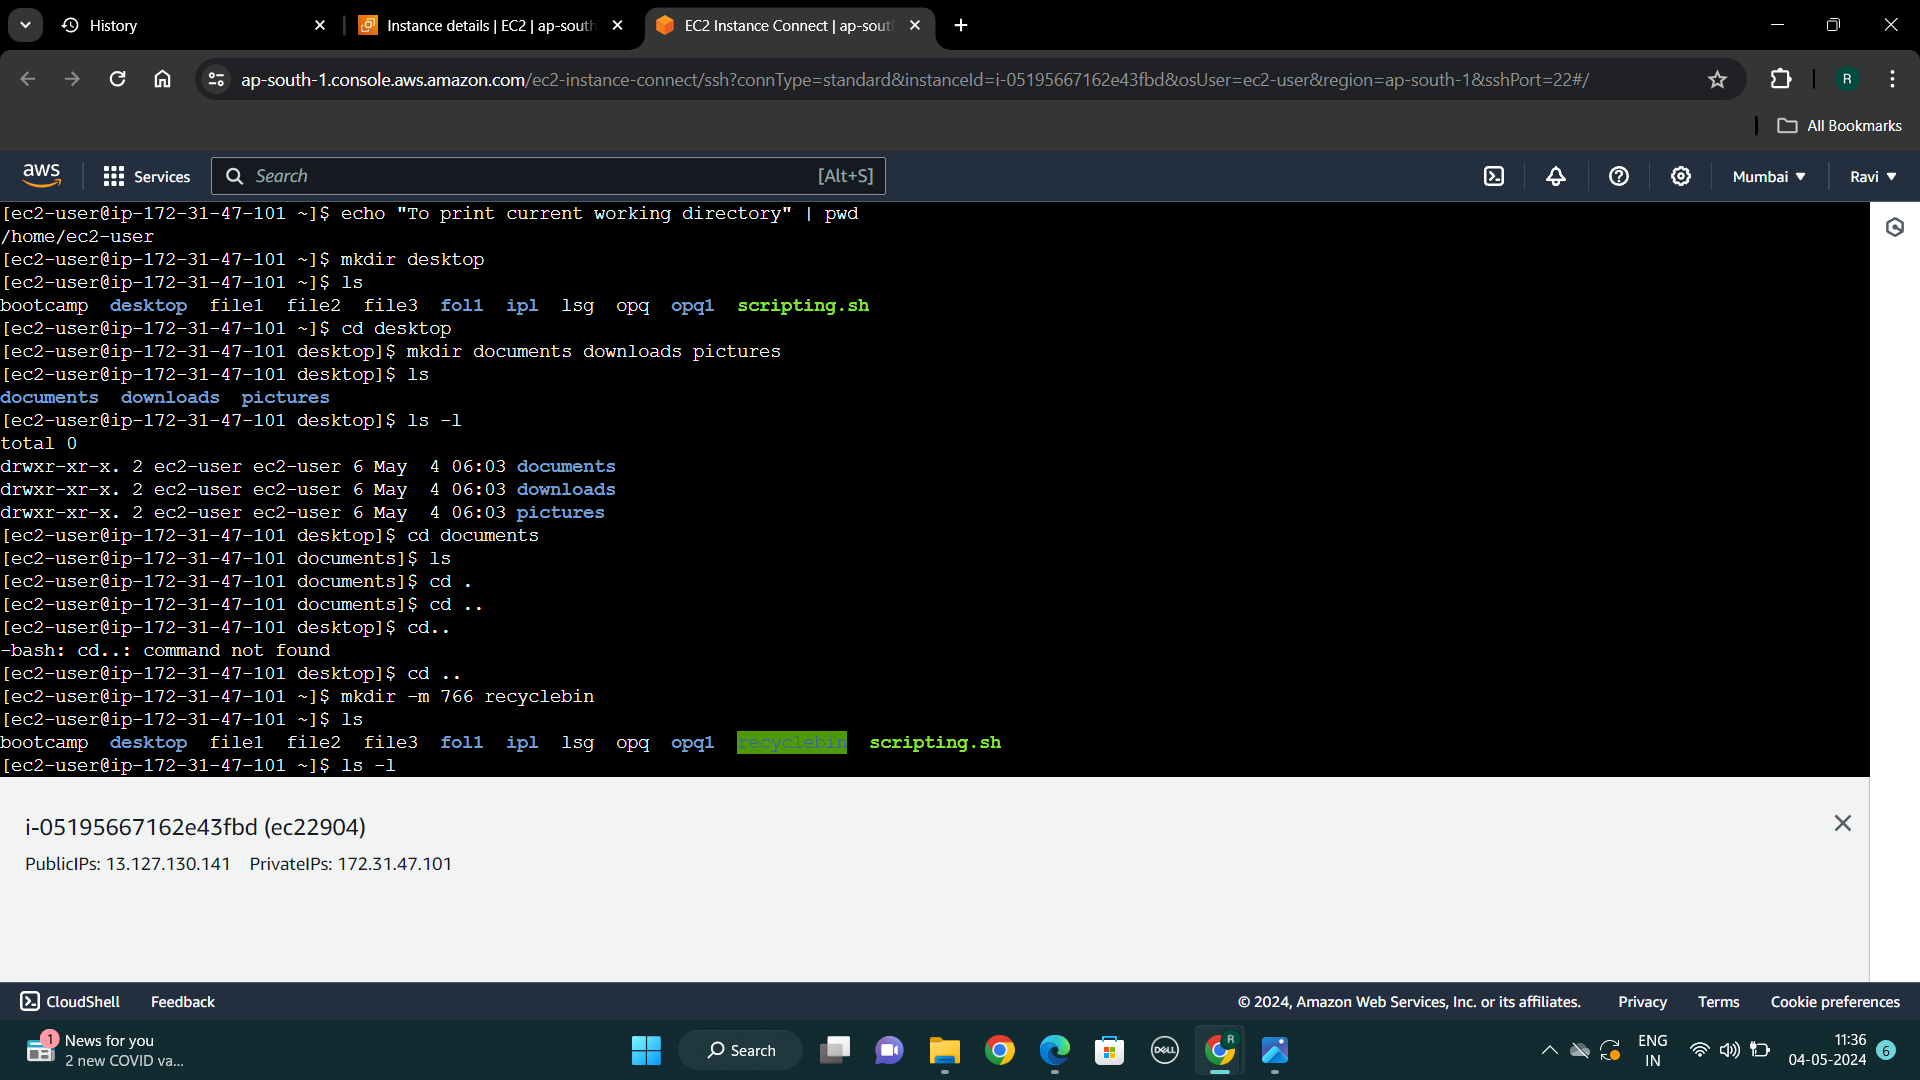 History
Instance details | EC2 | ap-south
EC2 Instance Connect | ap-sout
ap-south-1.console.aws.amazon.com/ec2-instance-connect/ssh?connType=standard&instanceId=i-05195667162e43fbd&osUser=ec2-user&region=ap-south-1&sshPort=22#/
R
All Bookmarks
aws
Services
Search
[Alt+S]
Mumbai
Ravi
[ec2-user@ip-172-31-47-101 ~]$ echo "To print current working directory" | pwd
/home/ec2-user
[ec2-user@ip-172-31-47-101 ~]$ mkdir desktop
[ec2-user@ip-172-31-47-101 ~]$ ls
bootcamp  desktop  file1  file2  file3  fol1  ipl  lsg  opq  opq1  scripting.sh
[ec2-user@ip-172-31-47-101 ~]$ cd desktop
[ec2-user@ip-172-31-47-101 desktop]$ mkdir documents downloads pictures
[ec2-user@ip-172-31-47-101 desktop]$ ls
documents  downloads  pictures
[ec2-user@ip-172-31-47-101 desktop]$ ls -l
total 0
drwxr-xr-x. 2 ec2-user ec2-user 6 May  4 06:03 documents
drwxr-xr-x. 2 ec2-user ec2-user 6 May  4 06:03 downloads
drwxr-xr-x. 2 ec2-user ec2-user 6 May  4 06:03 pictures
[ec2-user@ip-172-31-47-101 desktop]$ cd documents
[ec2-user@ip-172-31-47-101 documents]$ ls
[ec2-user@ip-172-31-47-101 documents]$ cd .
[ec2-user@ip-172-31-47-101 documents]$ cd ..
[ec2-user@ip-172-31-47-101 desktop]$ cd..
-bash: cd..: command not found
[ec2-user@ip-172-31-47-101 desktop]$ cd ..
[ec2-user@ip-172-31-47-101 ~]$ mkdir -m 766 recyclebin
[ec2-user@ip-172-31-47-101 ~]$ ls
bootcamp  desktop  file1  file2  file3  fol1  ipl  lsg  opq  opq1  recyclebin  scripting.sh
[ec2-user@ip-172-31-47-101 ~]$ ls -l
i-05195667162e43fbd (ec22904)
PublicIPs: 13.127.130.141  PrivateIPs: 172.31.47.101
CloudShell
Feedback
© 2024, Amazon Web Services, Inc. or its affiliates.
Privacy
Terms
Cookie preferences
1
News for you
2 new COVID va...
Search
DELL
R
ENG
IN
11:36
04-05-2024
6